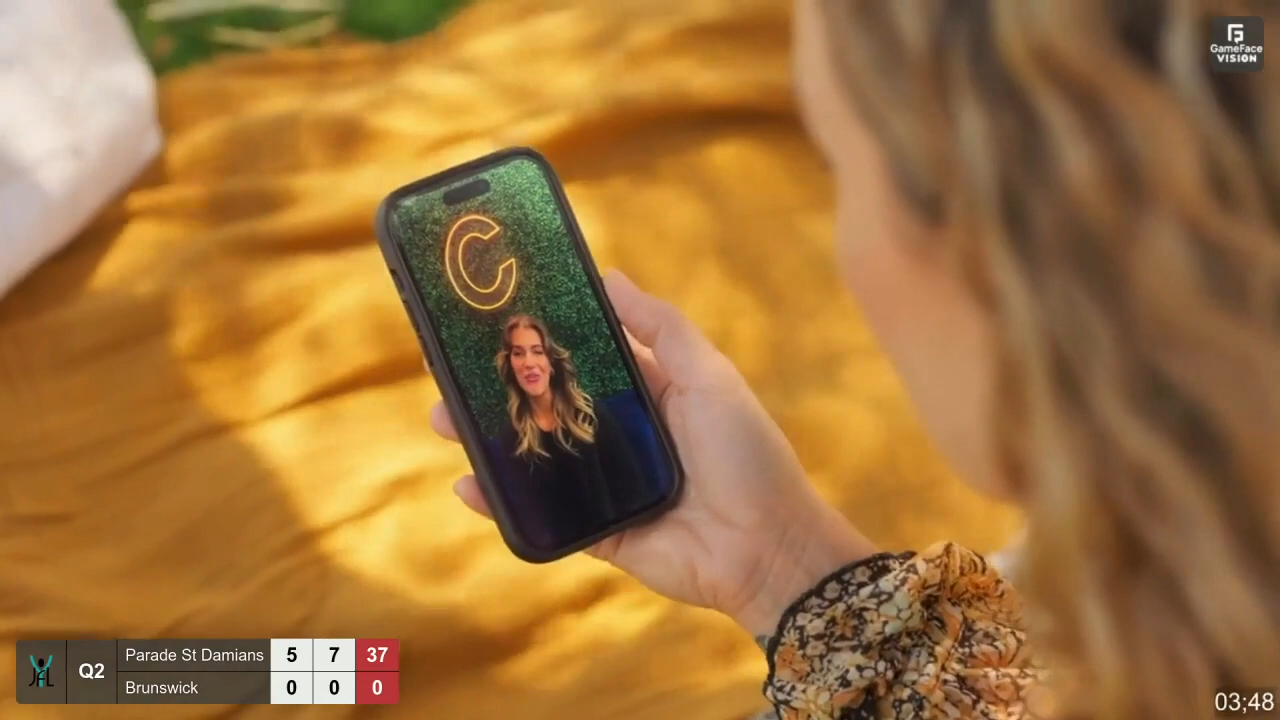 GameFace
VISION
C
Q2
Parade St Damians 5 7 37
Brunswick 0 0 0
03;48